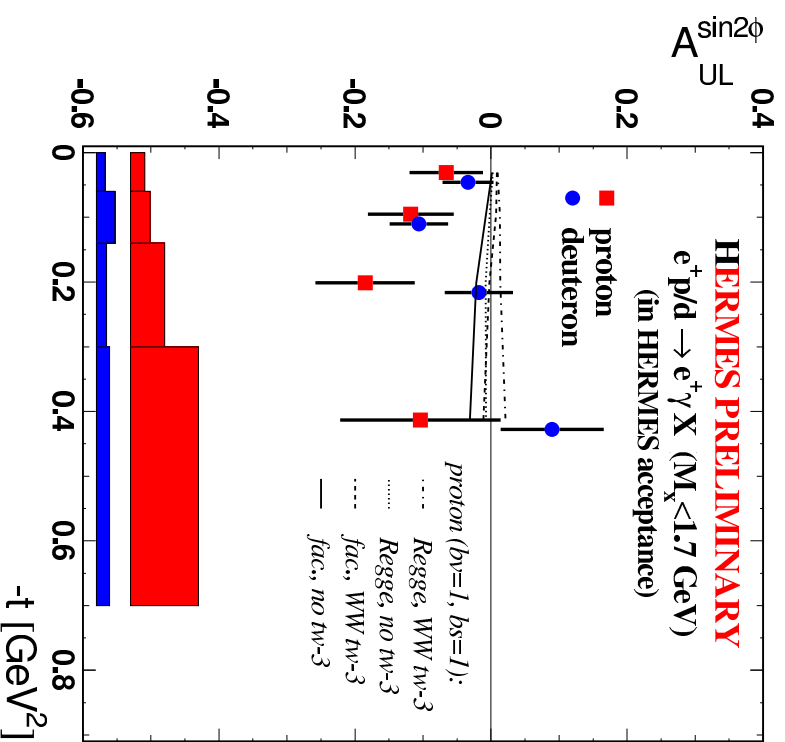 A_UL^sin2ϕ
0.4
0.2
0
-0.2
-0.4
-0.6
HERMES PRELIMINARY
e⁺p/d → e⁺γ X (Mₓ<1.7 GeV)
(in HERMES acceptance)
proton
deuteron
proton (bv=1, bs=1):
Regge, WW tw-3
Regge, no tw-3
fac., WW tw-3
fac., no tw-3
0 0.2 0.4 0.6 0.8
-t [GeV²]